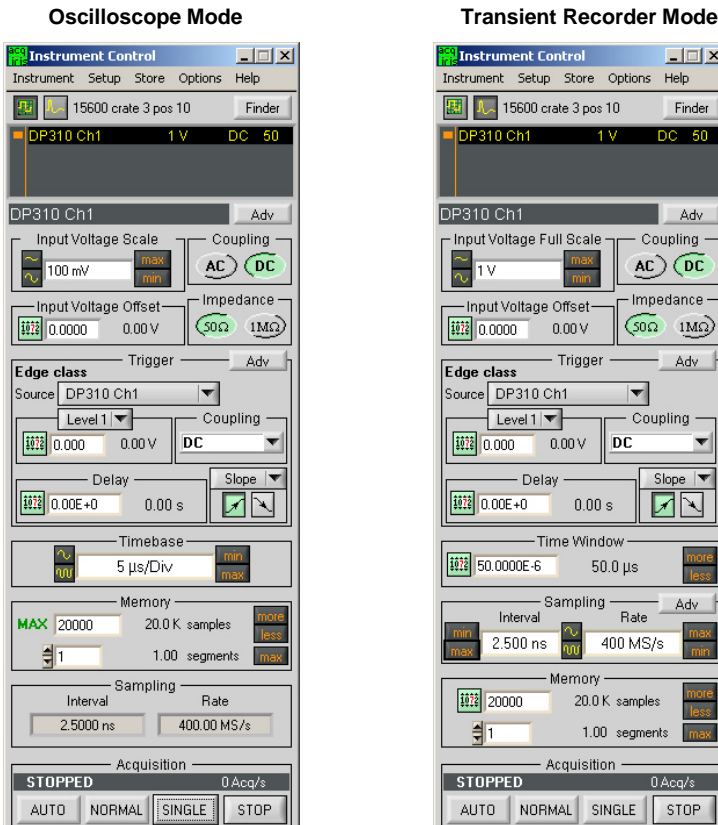 Oscilloscope Mode
Instrument Control
Instrument Setup Store Options Help
15600 crate 3 pos 10 Finder
DP310 Ch1 1 V DC 50
DP310 Ch1 Adv
Input Voltage Scale Coupling
100 mV max min AC DC
Input Voltage Offset Impedance
0.0000 0.00 V 50Ω 1MΩ
Trigger Adv
Edge class
Source DP310 Ch1
Level 1 Coupling
0.000 0.00 V DC
Delay Slope
0.00E+0 0.00 s
Timebase
5 µs/Div min max
Memory
MAX 20000 20.0 K samples more less
1 1.00 segments max
Sampling
Interval Rate
2.5000 ns 400.00 MS/s
Acquisition
STOPPED 0 Acq/s
AUTO NORMAL SINGLE STOP
Transient Recorder Mode
Instrument Control
Instrument Setup Store Options Help
15600 crate 3 pos 10 Finder
DP310 Ch1 1 V DC 50
DP310 Ch1 Adv
Input Voltage Full Scale Coupling
1 V max min AC DC
Input Voltage Offset Impedance
0.0000 0.00 V 50Ω 1MΩ
Trigger Adv
Edge class
Source DP310 Ch1
Level 1 Coupling
0.000 0.00 V DC
Delay Slope
0.00E+0 0.00 s
Time Window
50.0000E-6 50.0 µs more less
Sampling Adv
Interval Rate
min max 2.500 ns 400 MS/s max min
Memory
20000 20.0 K samples more less
1 1.00 segments max
Acquisition
STOPPED 0 Acq/s
AUTO NORMAL SINGLE STOP